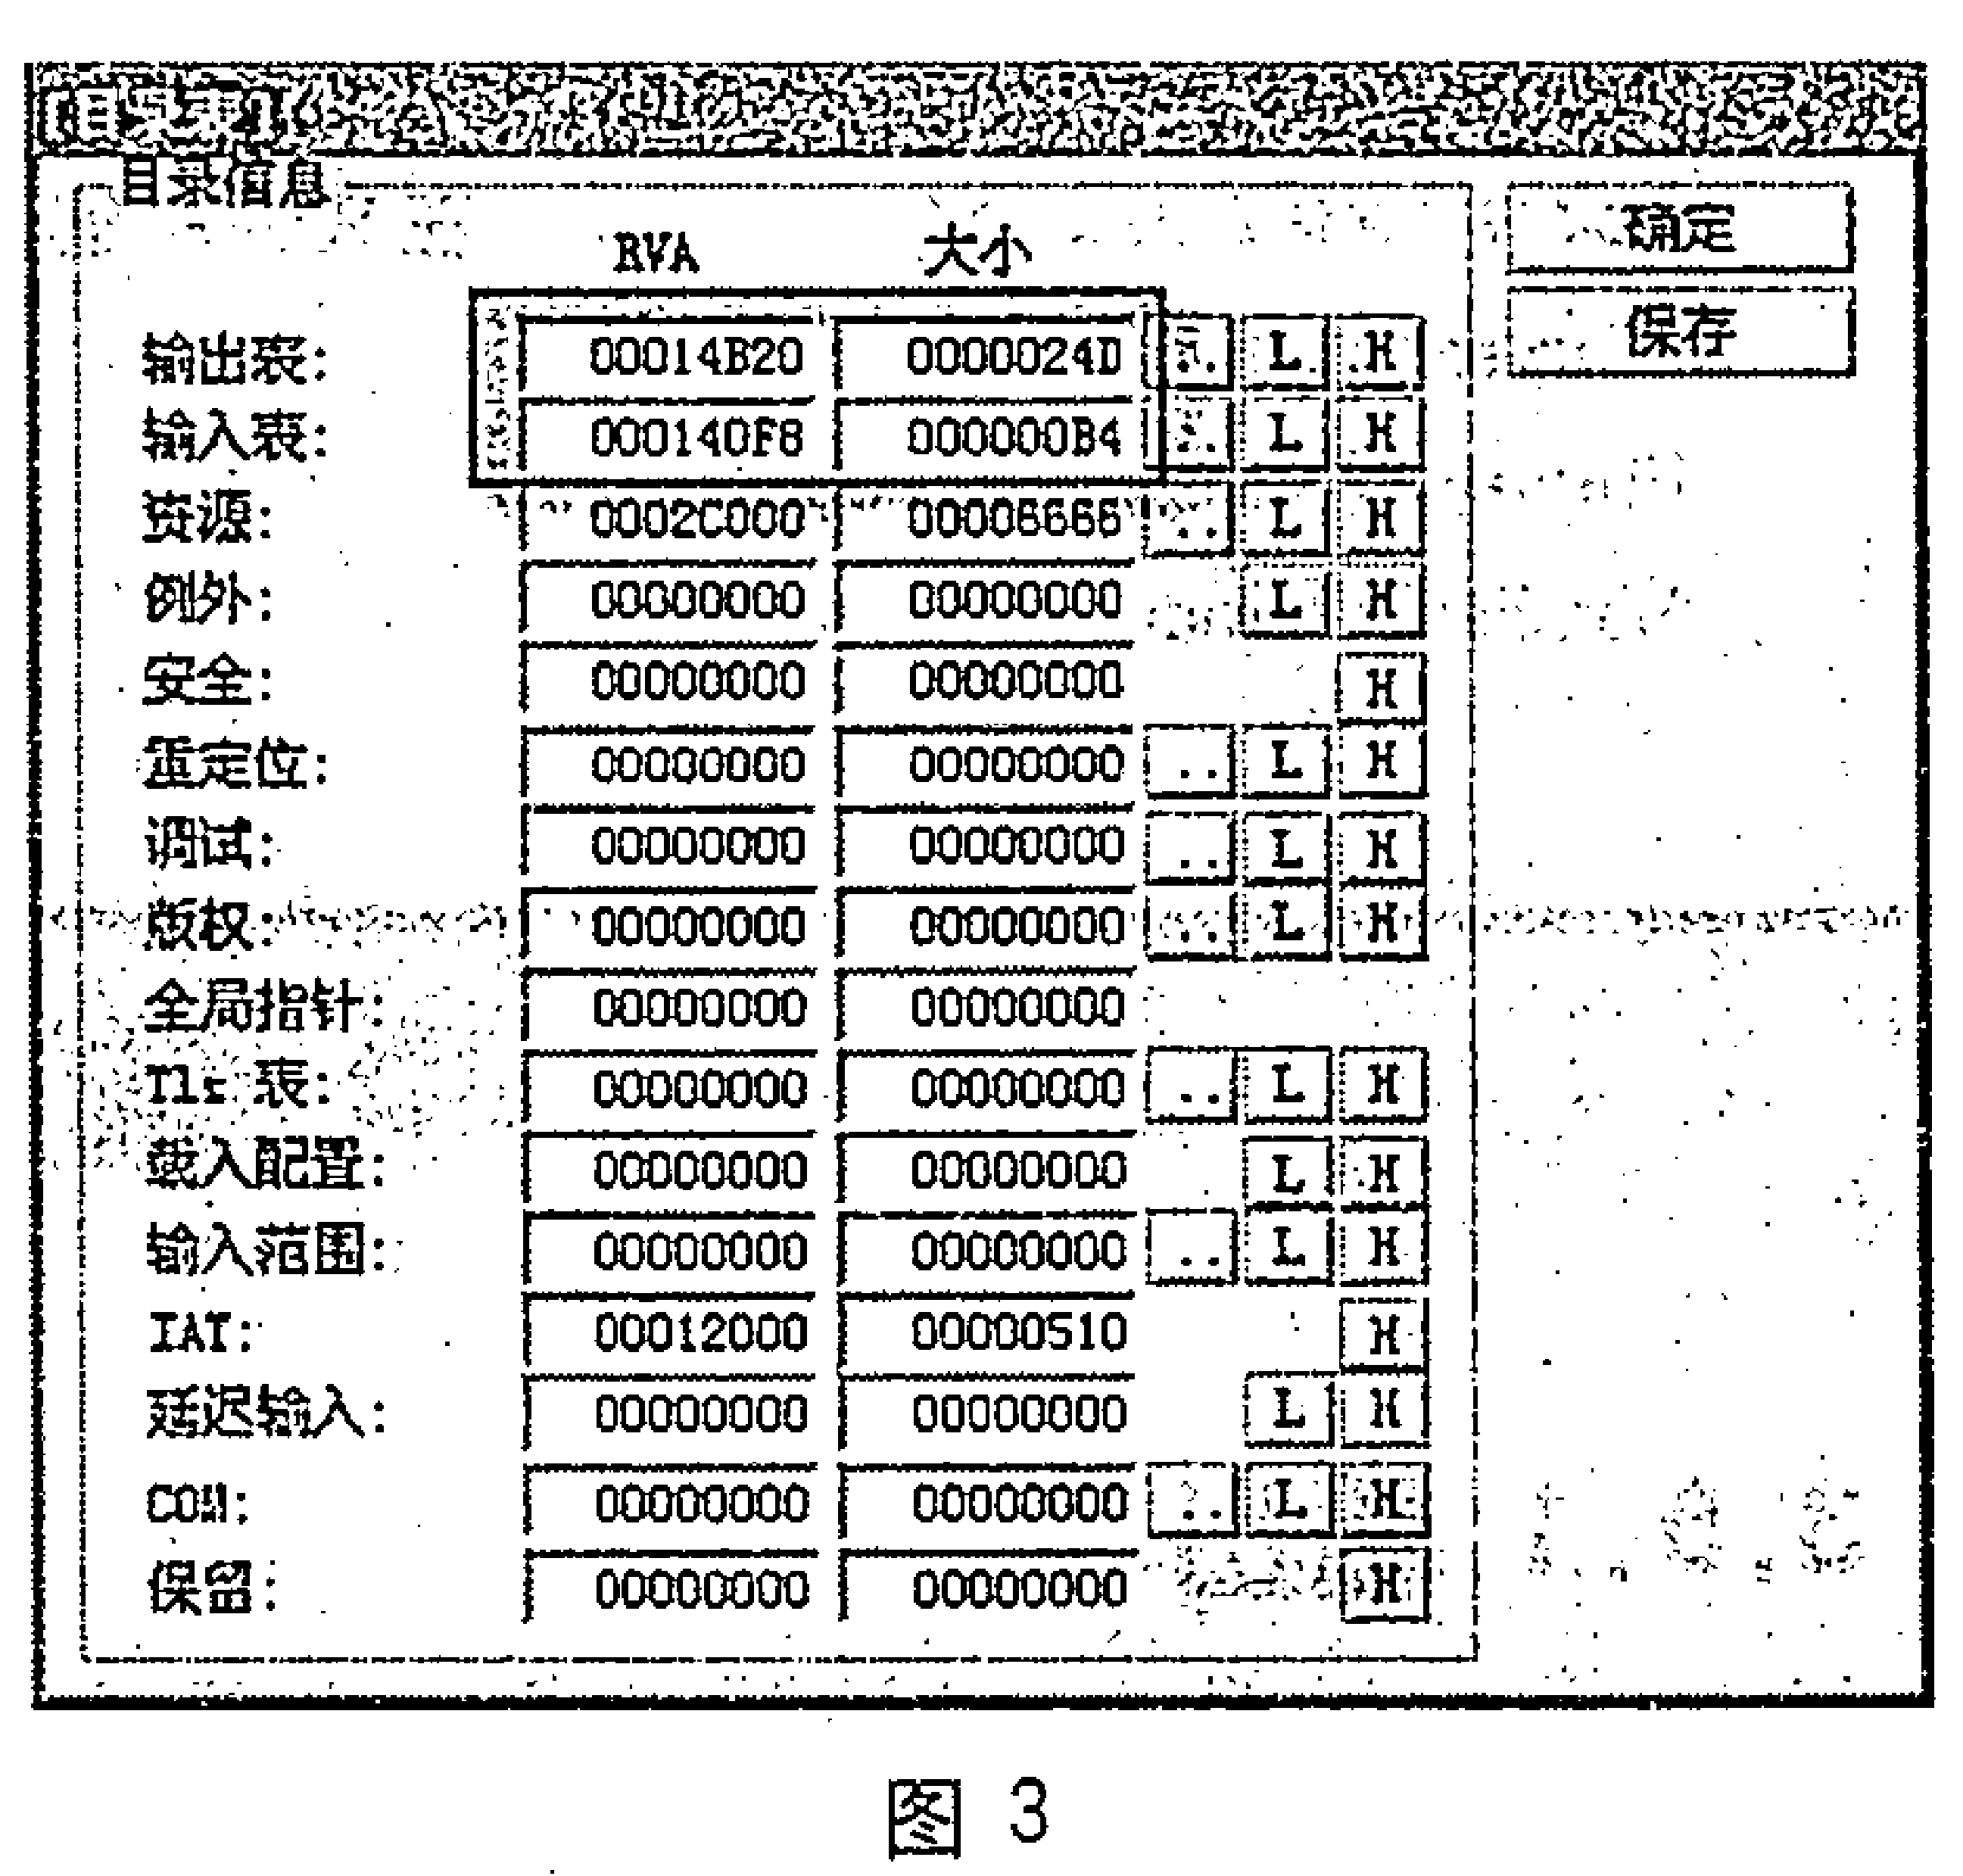 [目录表]
目录信息
RVA 大小
确定
保存
输出表: 00014B20 0000024D .. L H
输入表: 000140F8 000000B4 .. L H
资源: 0002C000 .. L H
例外: 00000000 00000000 L H
安全: 00000000 00000000 H
重定位: 00000000 00000000 .. L H
调试: 00000000 00000000 .. L H
版权: 00000000 00000000 .. L H
全局指针: 00000000 00000000
Tls 表: 00000000 00000000 .. L H
载入配置: 00000000 00000000 L H
输入范围: 00000000 00000000 .. L H
IAT: 00012000 00000510 H
延迟输入: 00000000 00000000 L H
COM: 00000000 00000000 .. L H
保留: 00000000 00000000 H
图 3